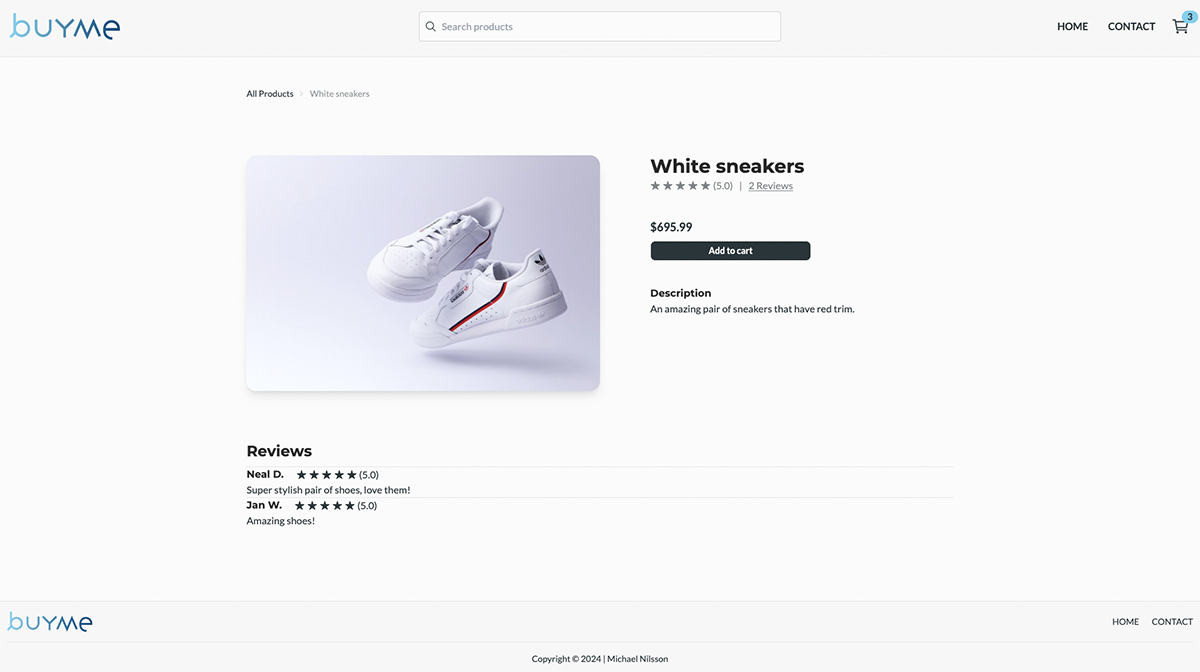 buyme
Search products
HOME CONTACT 3
All Products > White sneakers
White sneakers
★★★★★ (5.0) | 2 Reviews
$695.99
Add to cart
Description
An amazing pair of sneakers that have red trim.
Reviews
Neal D. ★★★★★ (5.0)
Super stylish pair of shoes, love them!
Jan W. ★★★★★ (5.0)
Amazing shoes!
buyme
HOME CONTACT
Copyright © 2024 | Michael Nilsson